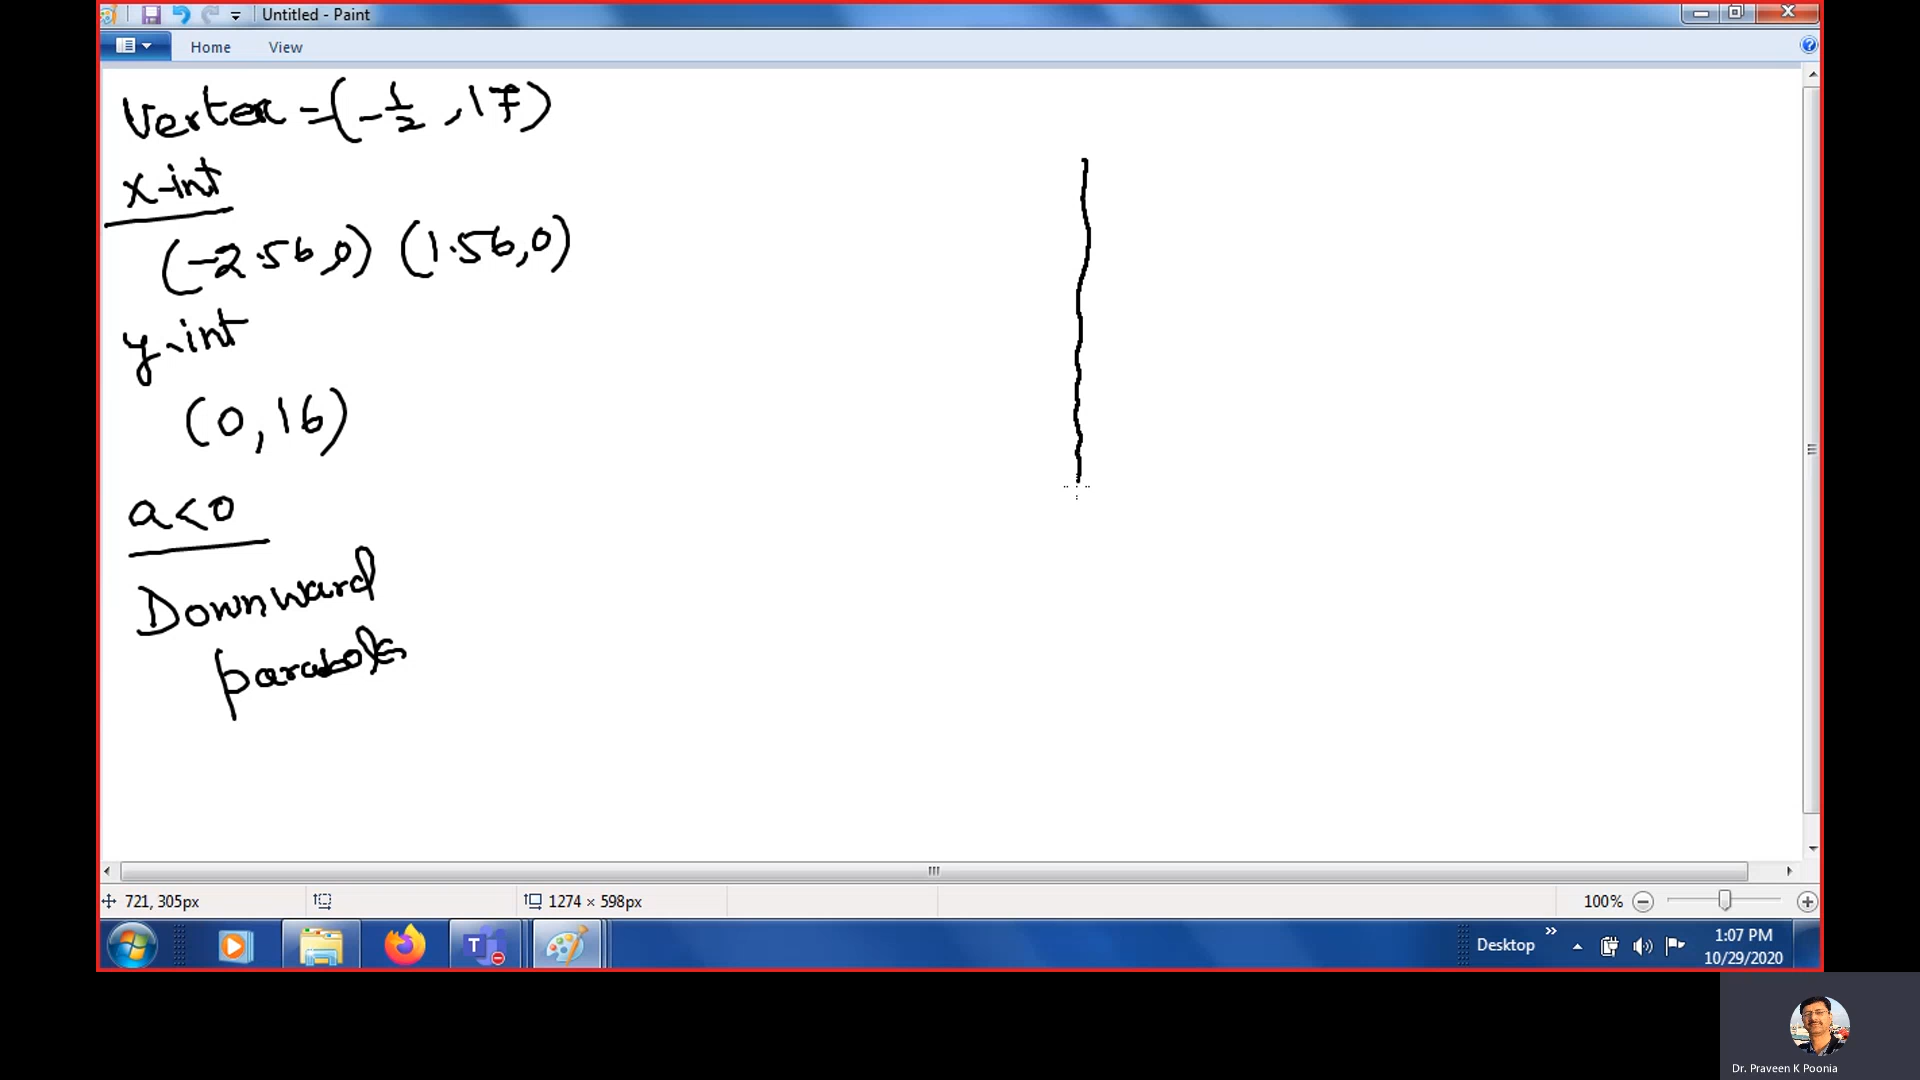 Untitled - Paint
Home View
Vertex = (-1/2, 17)
x-int
(-2.56,0) (1.56,0)
y-int
(0,16)
a<0
Downward
parabola
721, 305px
1274 × 598px
100%
T
Desktop
1:07 PM
10/29/2020
Dr. Praveen K Poonia